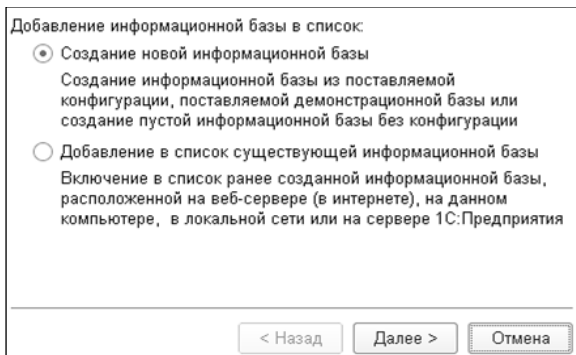 Добавление информационной базы в список:
Создание новой информационной базы
Создание информационной базы из поставляемой
конфигурации, поставляемой демонстрационной базы или
создание пустой информационной базы без конфигурации
Добавление в список существующей информационной базы
Включение в список ранее созданной информационной базы,
расположенной на веб-сервере (в интернете), на данном
компьютере, в локальной сети или на сервере 1С:Предприятия
< Назад Далее > Отмена